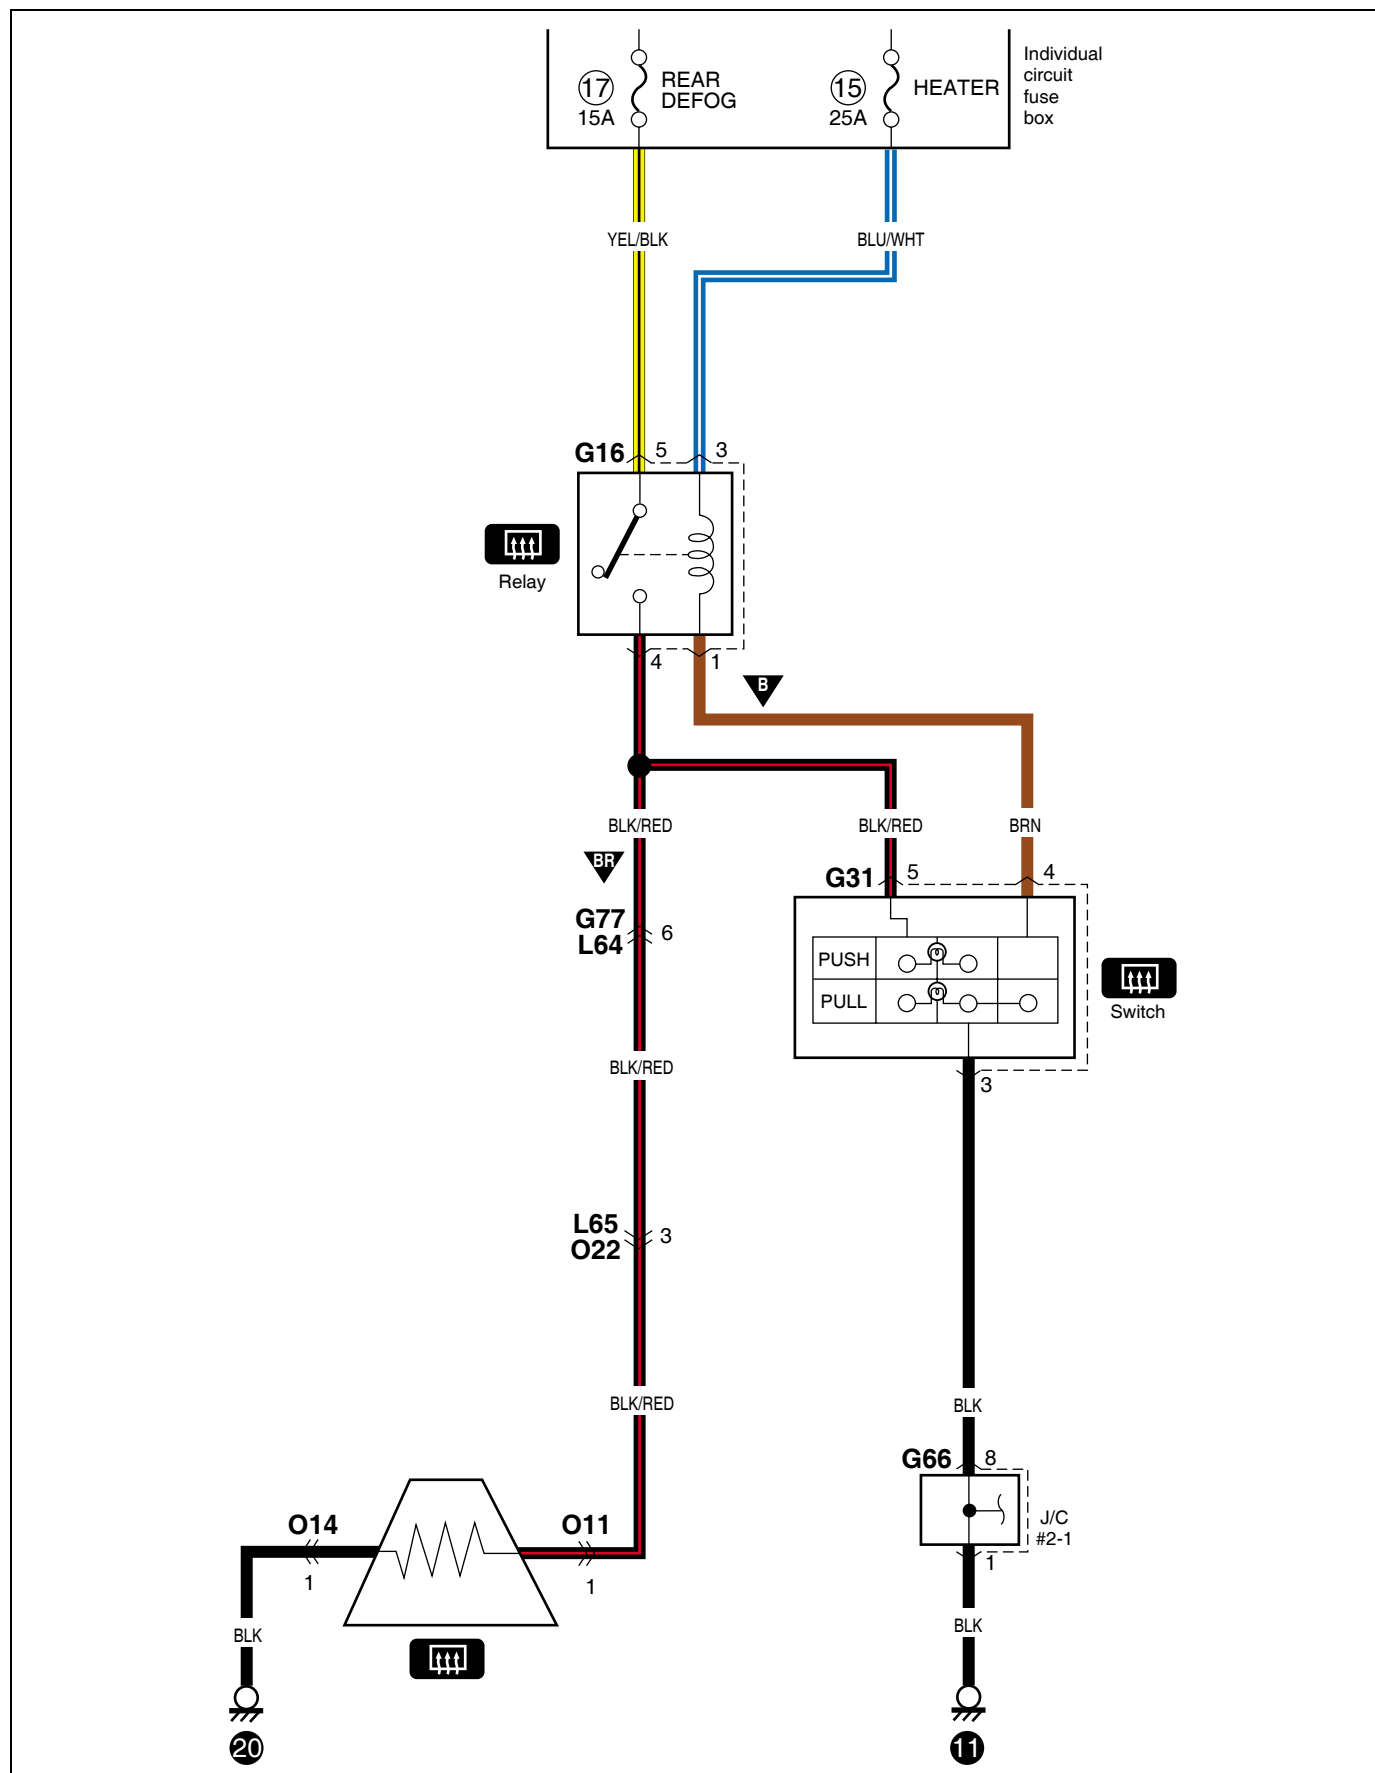 Individual
circuit
fuse
box
17
15A
REAR
DEFOG
15
25A
HEATER
YEL/BLK
BLU/WHT
G16
5
3
Relay
4
1
B
BLK/RED
BLK/RED
BRN
BR
G31
5
4
G77
L64
6
PUSH
PULL
Switch
BLK/RED
3
L65
O22
3
BLK/RED
BLK
G66
8
O14
1
O11
1
J/C
#2-1
1
BLK
BLK
20
11